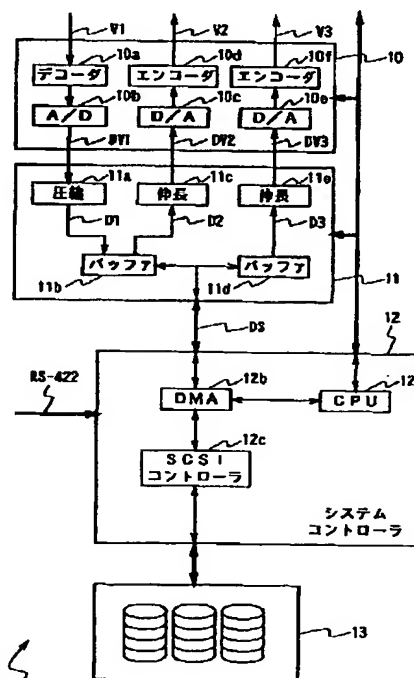 V1 V2 V3
10a 10d 10f 10
デコーダ エンコーダ エンコーダ
10b 10c 10e
A/D D/A D/A
DV1 DV2 DV3
11a 11c 11e
圧縮 伸長 伸長
D1 D2 D3
バッファ バッファ
11b 11d 11
DS 12
RS-422 12b 12
DMA CPU
12c
SCSI
コントローラ
システム
コントローラ
13